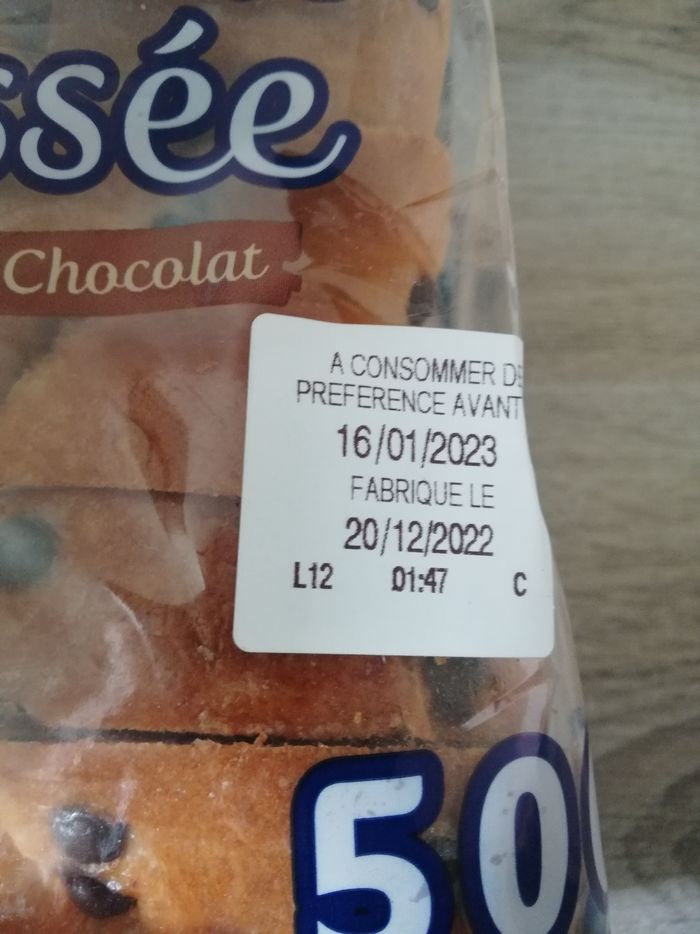 ssée
Chocolat
A CONSOMMER DE
PREFERENCE AVANT
16/01/2023
FABRIQUE LE
20/12/2022
L12 01:47 C
50